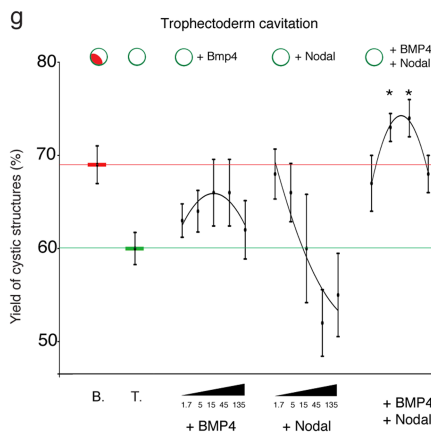 g
Trophectoderm cavitation
+ Bmp4
+ Nodal
+ BMP4
+ Nodal
Yield of cystic structures (%)
80
70
60
50
* *
B.
T.
1.7 5 15 45 135
+ BMP4
1.7 5 15 45 135
+ Nodal
+ BMP4
+ Nodal